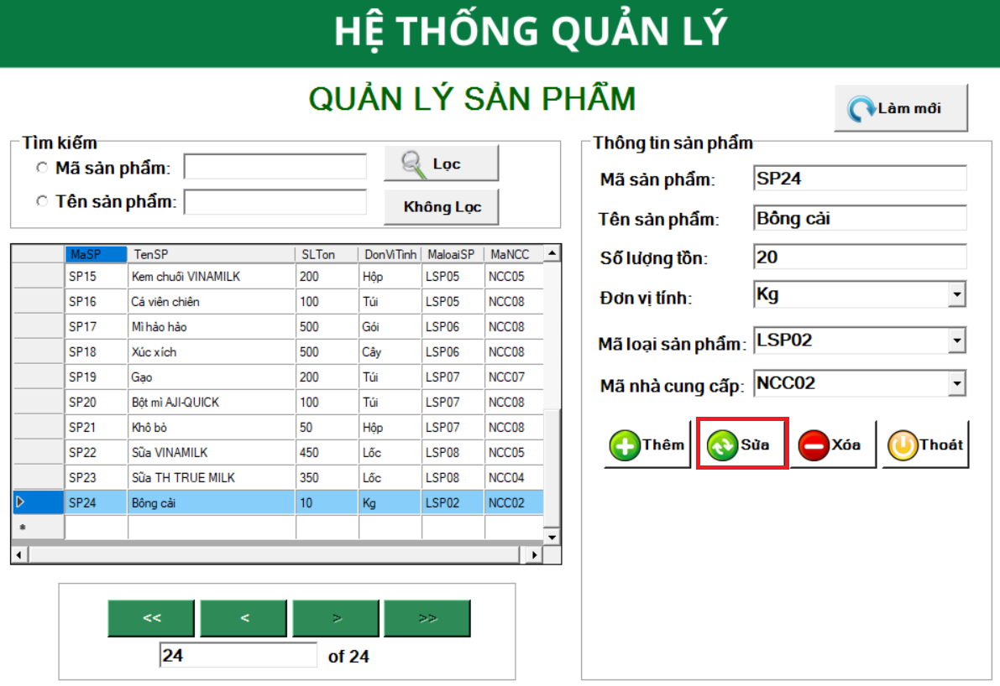 HỆ THỐNG QUẢN LÝ
QUẢN LÝ SẢN PHẨM
Làm mới
Tìm kiếm
Mã sản phẩm:
Lọc
Tên sản phẩm:
Không Lọc
MaSP TenSP SLTon DonViTinh MaloaiSP MaNCC
SP15 Kem chuối VINAMILK 200 Hộp LSP05 NCC05
SP16 Cá viên chiên 100 Túi LSP05 NCC08
SP17 Mì hảo hảo 500 Gói LSP06 NCC08
SP18 Xúc xích 500 Cây LSP06 NCC08
SP19 Gạo 200 Túi LSP07 NCC07
SP20 Bột mì AJI-QUICK 100 Túi LSP07 NCC08
SP21 Khô bò 50 Hộp LSP07 NCC08
SP22 Sữa VINAMILK 450 Lốc LSP08 NCC05
SP23 Sữa TH TRUE MILK 350 Lốc LSP08 NCC04
SP24 Bông cải 10 Kg LSP02 NCC02
*
<< < > >>
24 of 24
Thông tin sản phẩm
Mã sản phẩm: SP24
Tên sản phẩm: Bông cải
Số lượng tồn: 20
Đơn vị tính: Kg
Mã loại sản phẩm: LSP02
Mã nhà cung cấp: NCC02
Thêm Sửa Xóa Thoát